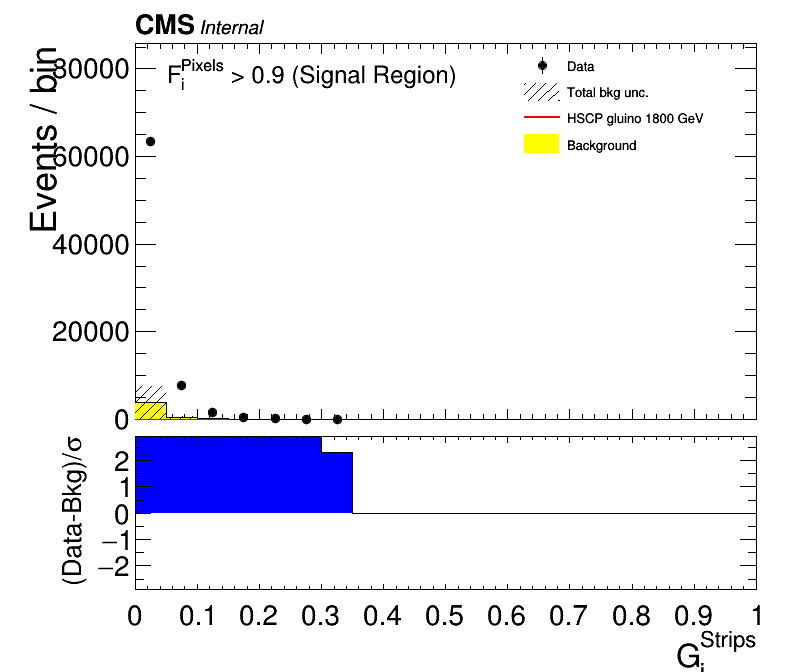 CMS Internal
Events / bin
F_i^Pixels > 0.9 (Signal Region)
Data
Total bkg unc.
HSCP gluino 1800 GeV
Background
80000
60000
40000
20000
0
(Data-Bkg)/σ
2
1
0
−1
−2
0 0.1 0.2 0.3 0.4 0.5 0.6 0.7 0.8 0.9 1
G_i^Strips